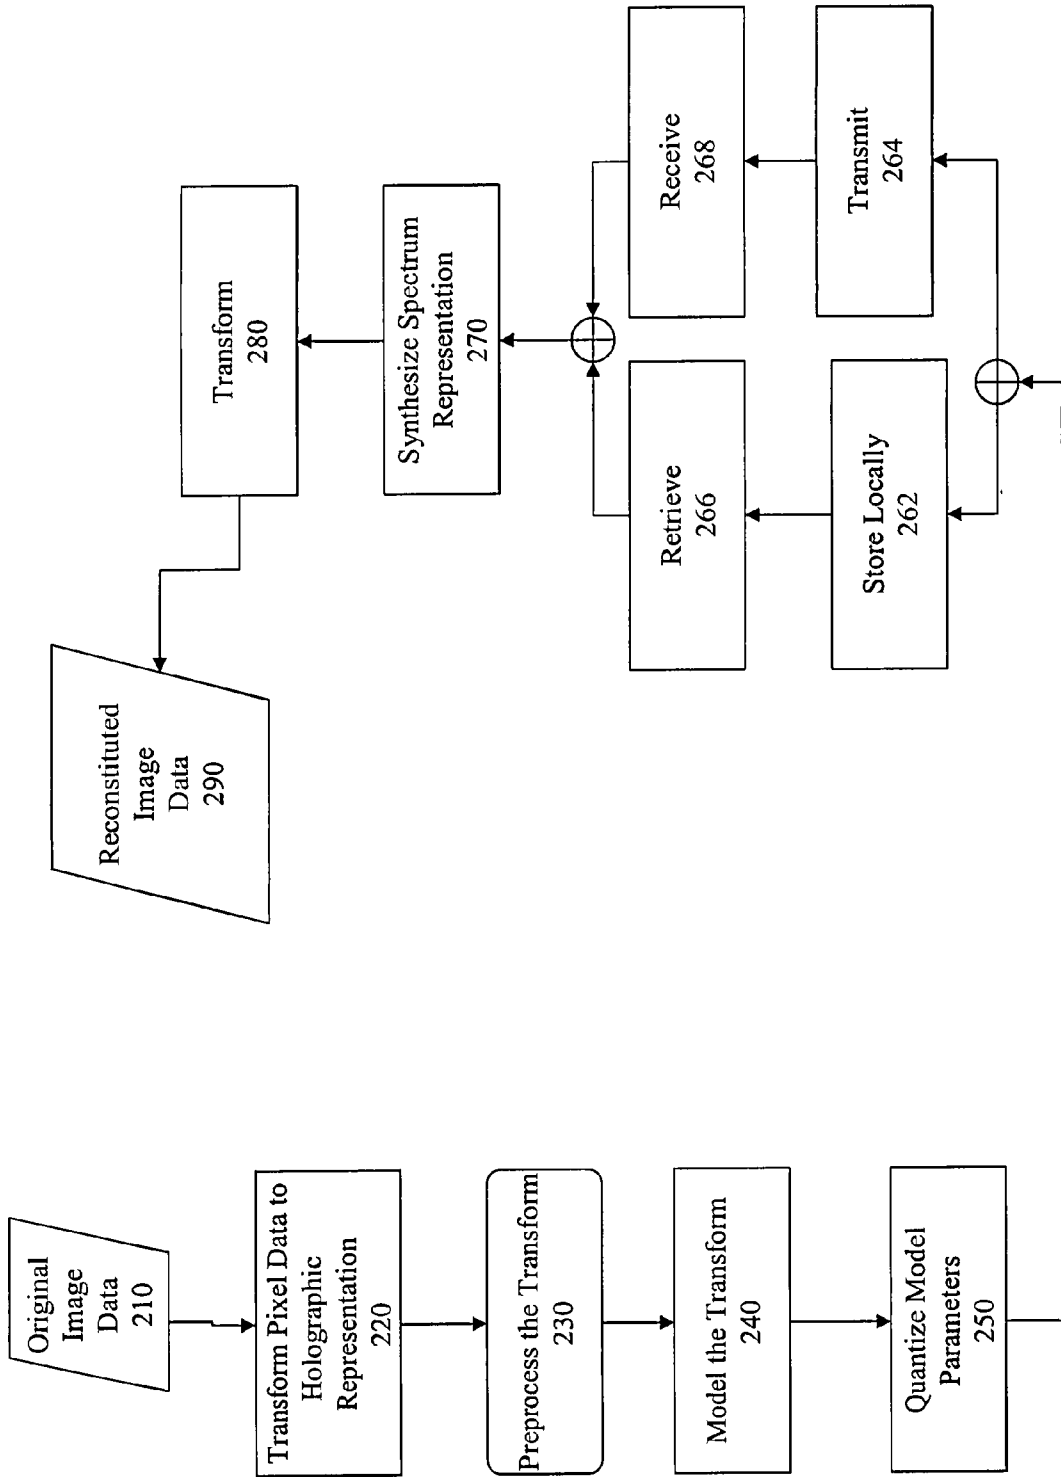 Original
Image
Data
210
Transform Pixel Data to
Holographic
Representation
220
Preprocess the Transform
230
Model the Transform
240
Quantize Model
Parameters
250
Store Locally
262
Transmit
264
Retrieve
266
Receive
268
Synthesize Spectrum
Representation
270
Transform
280
Reconstituted
Image
Data
290